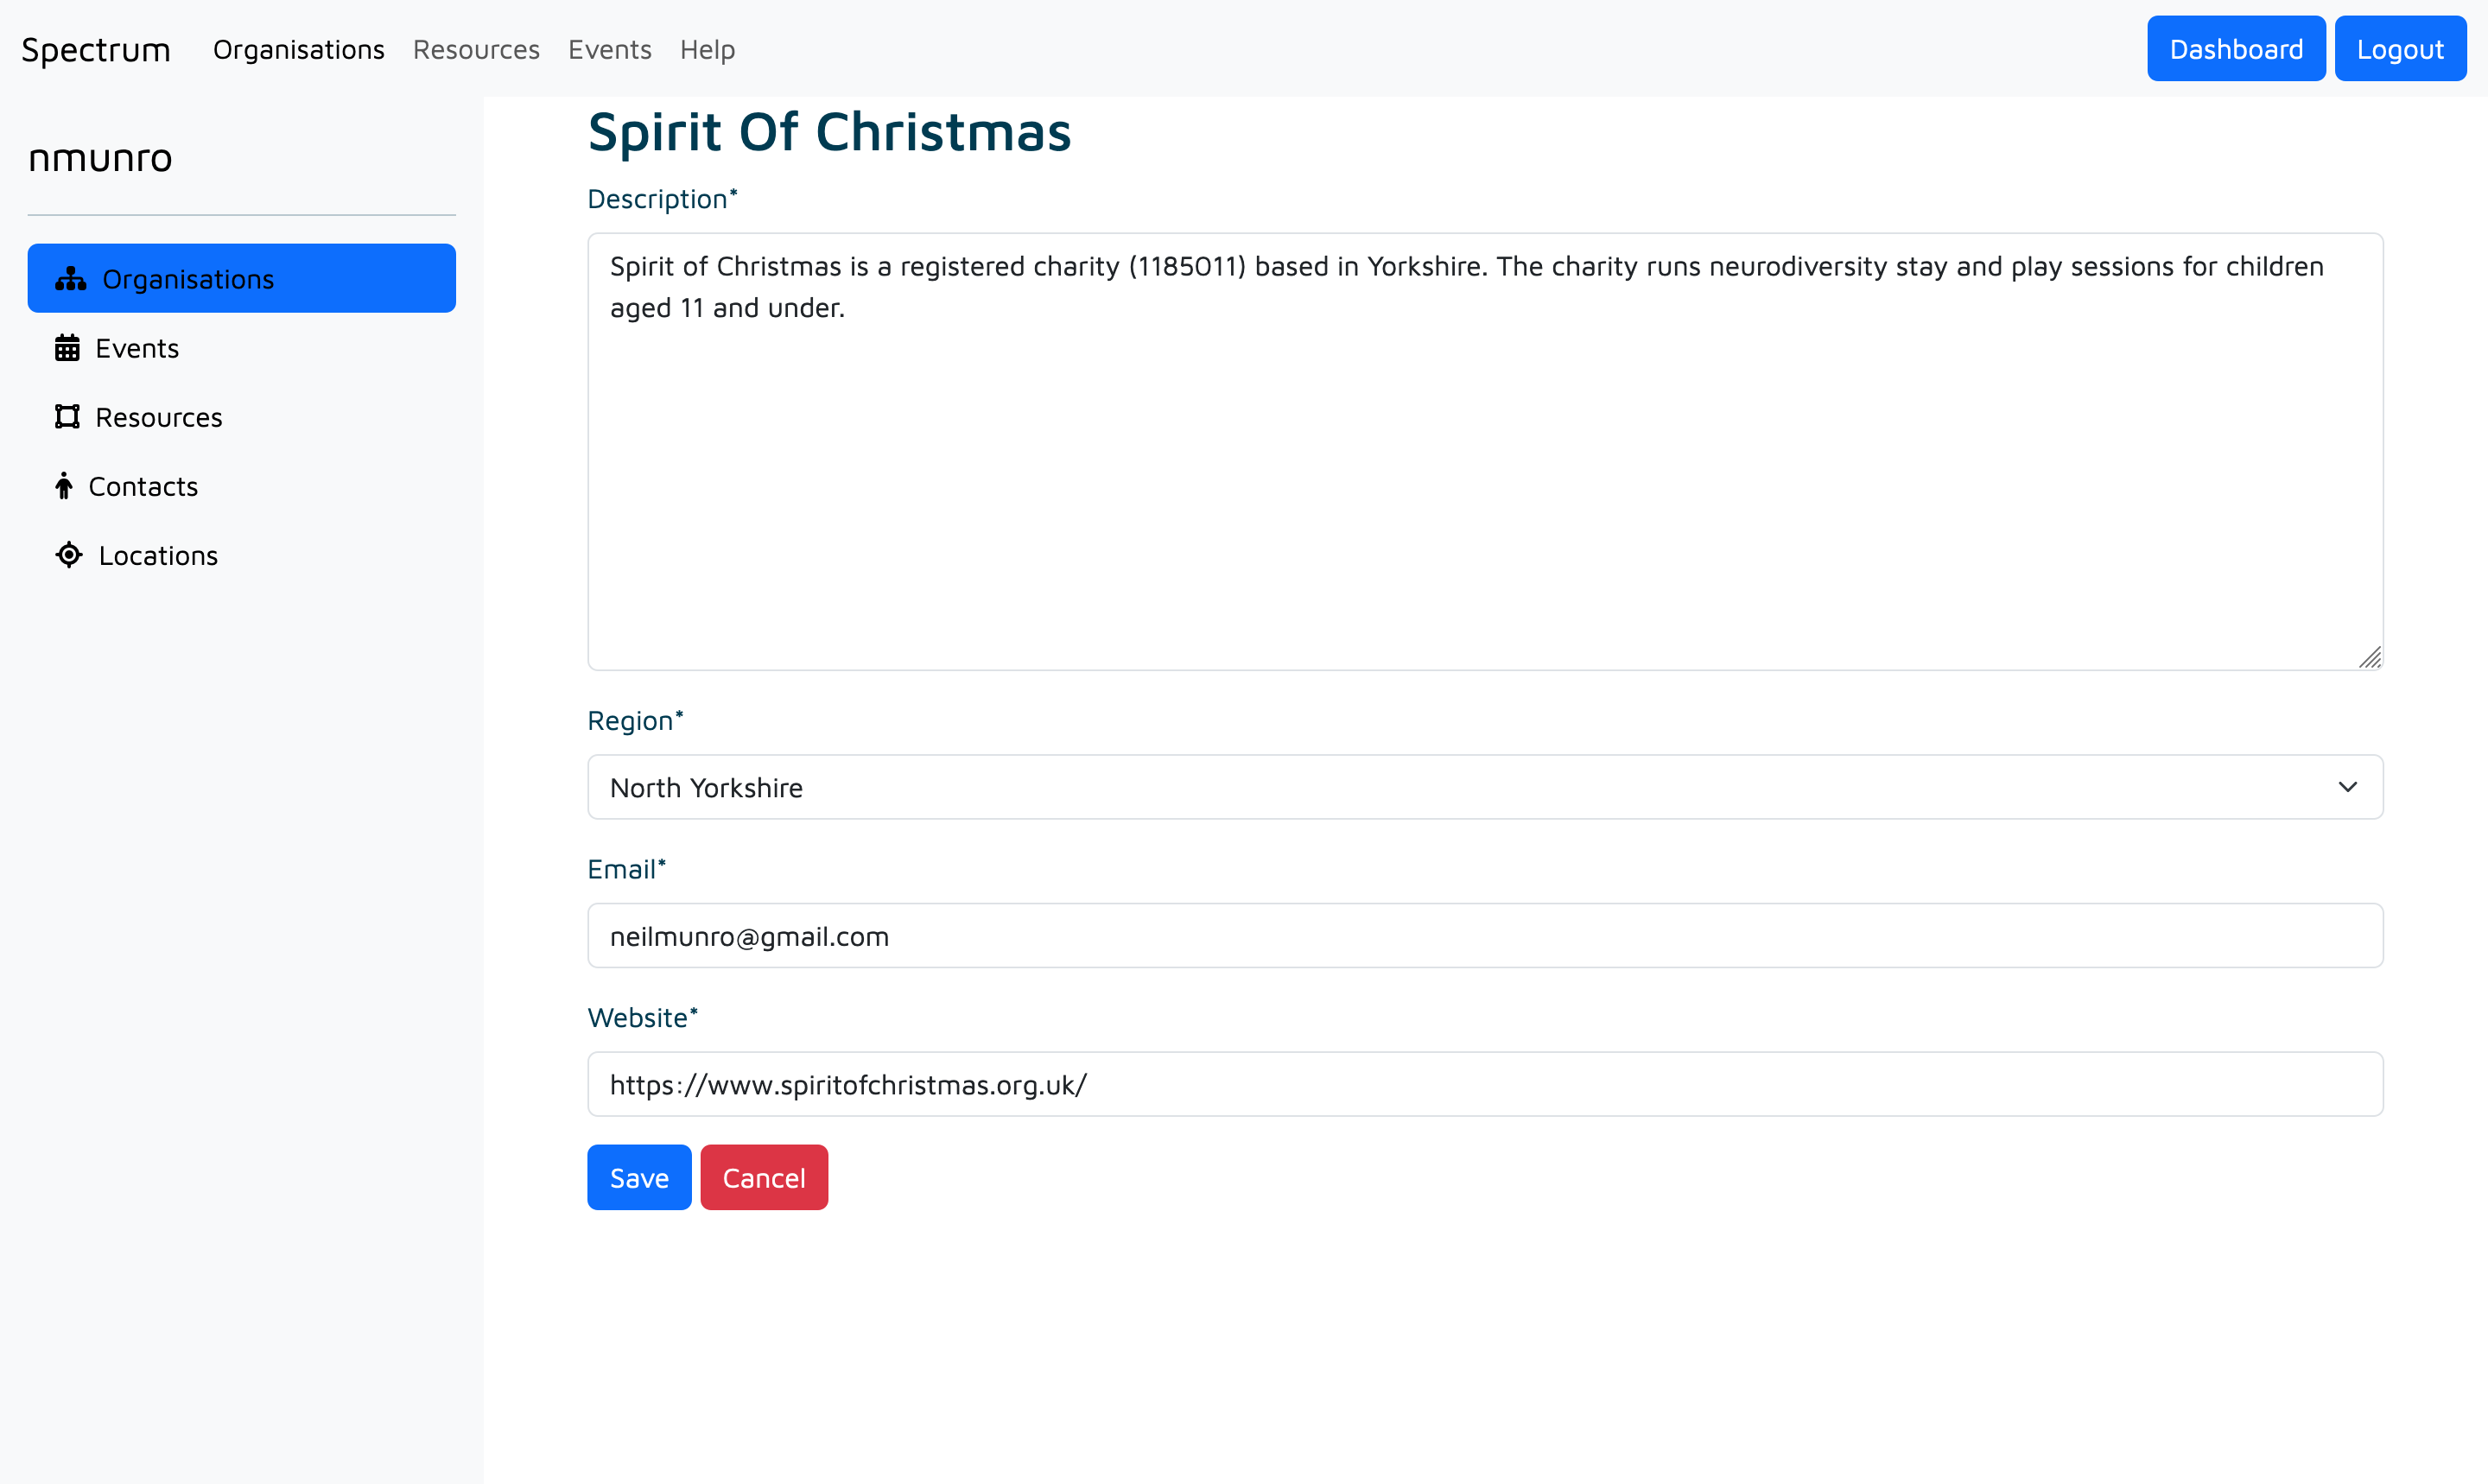 Spectrum Organisations Resources Events Help Dashboard Logout
nmunro
Organisations
Events
Resources
Contacts
Locations
Spirit Of Christmas
Description*
Spirit of Christmas is a registered charity (1185011) based in Yorkshire. The charity runs neurodiversity stay and play sessions for children
aged 11 and under.
Region*
North Yorkshire
Email*
neilmunro@gmail.com
Website*
https://www.spiritofchristmas.org.uk/
Save Cancel